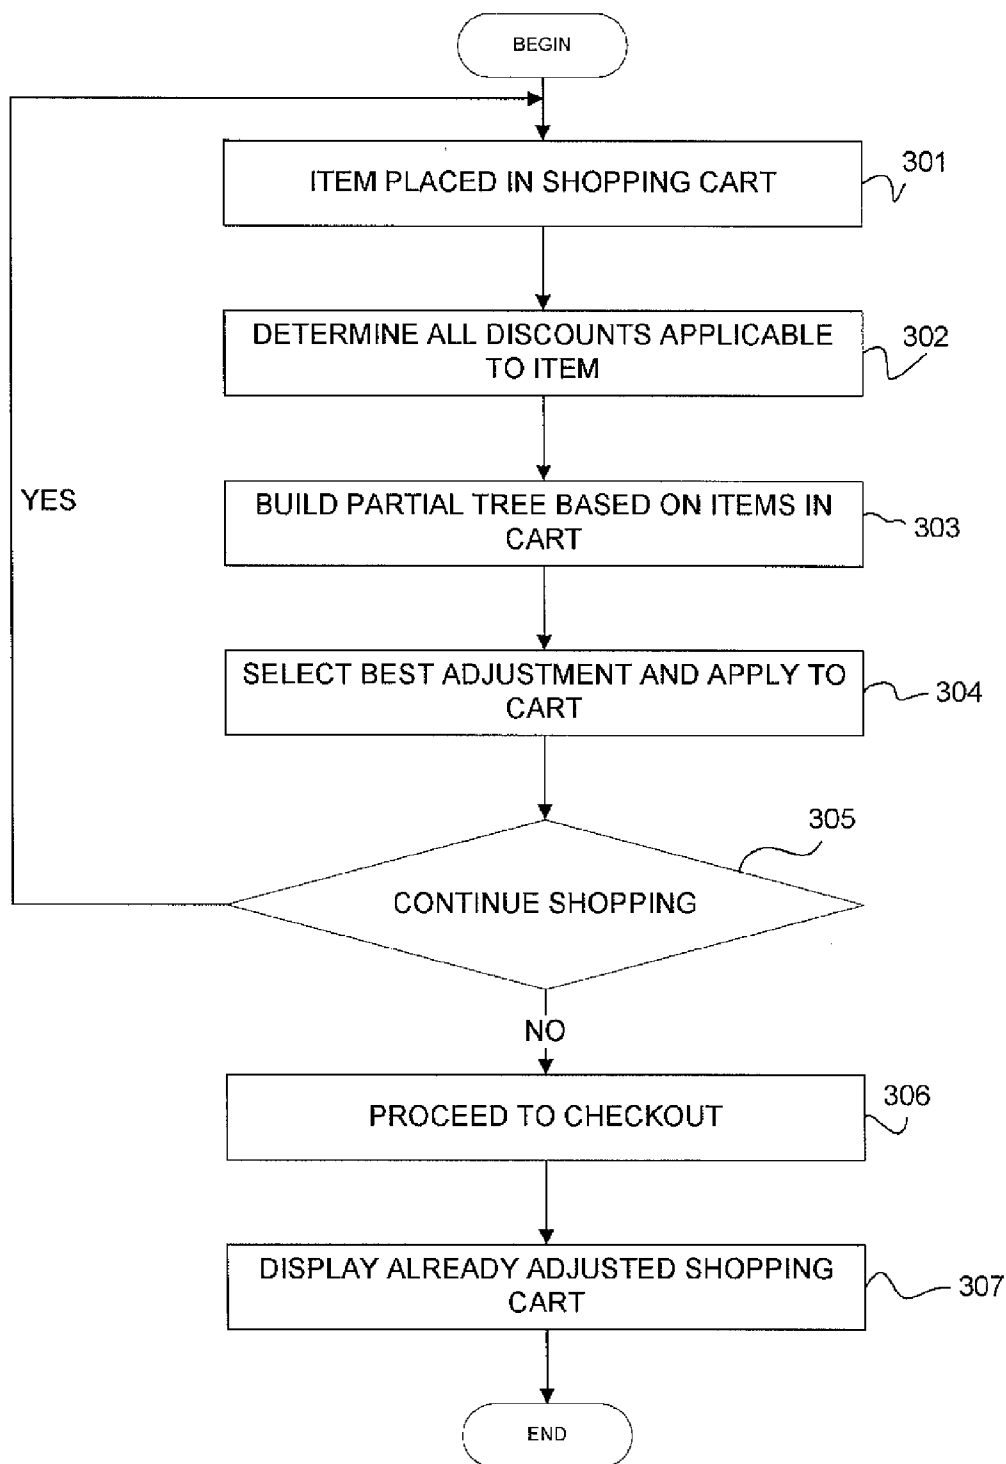 BEGIN
ITEM PLACED IN SHOPPING CART
301
DETERMINE ALL DISCOUNTS APPLICABLE
TO ITEM
302
YES
BUILD PARTIAL TREE BASED ON ITEMS IN
CART
303
SELECT BEST ADJUSTMENT AND APPLY TO
CART
304
305
CONTINUE SHOPPING
NO
PROCEED TO CHECKOUT
306
DISPLAY ALREADY ADJUSTED SHOPPING
CART
307
END